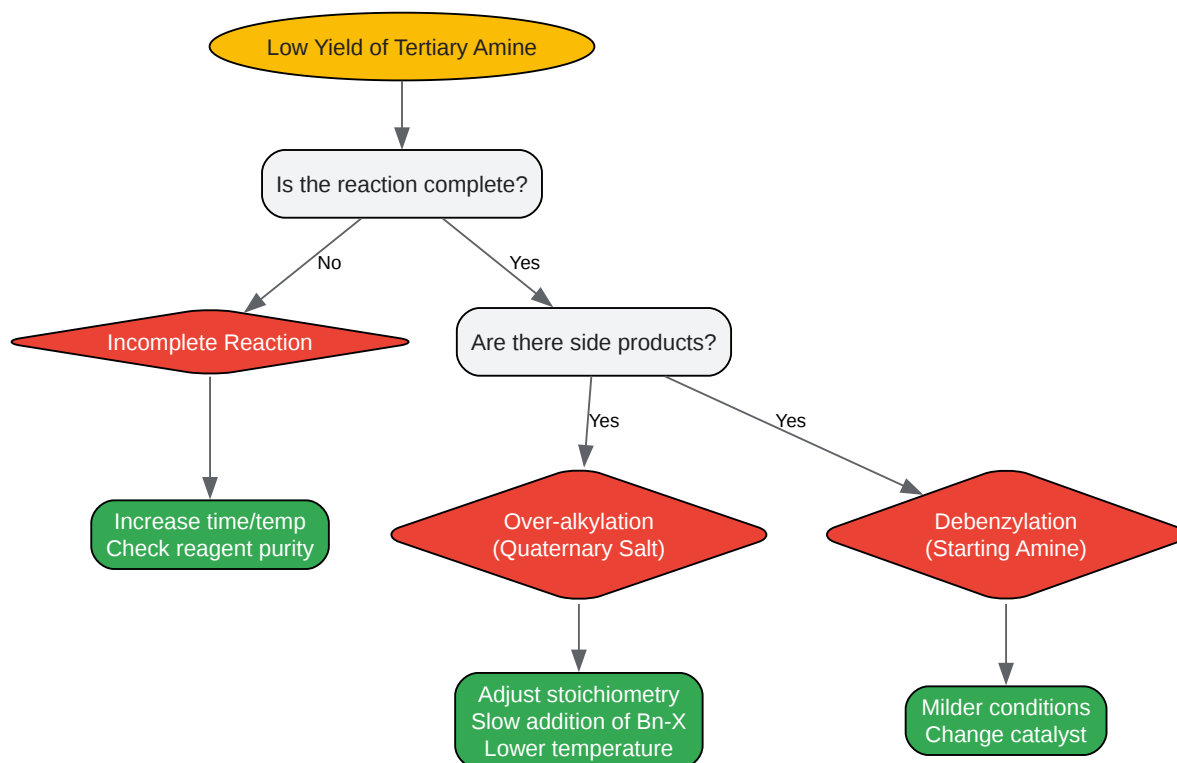 Low Yield of Tertiary Amine
Is the reaction complete?
No
Yes
Incomplete Reaction
Are there side products?
Yes
Yes
Increase time/temp
Check reagent purity
Over-alkylation
(Quaternary Salt)
Debenzylation
(Starting Amine)
Adjust stoichiometry
Slow addition of Bn-X
Lower temperature
Milder conditions
Change catalyst